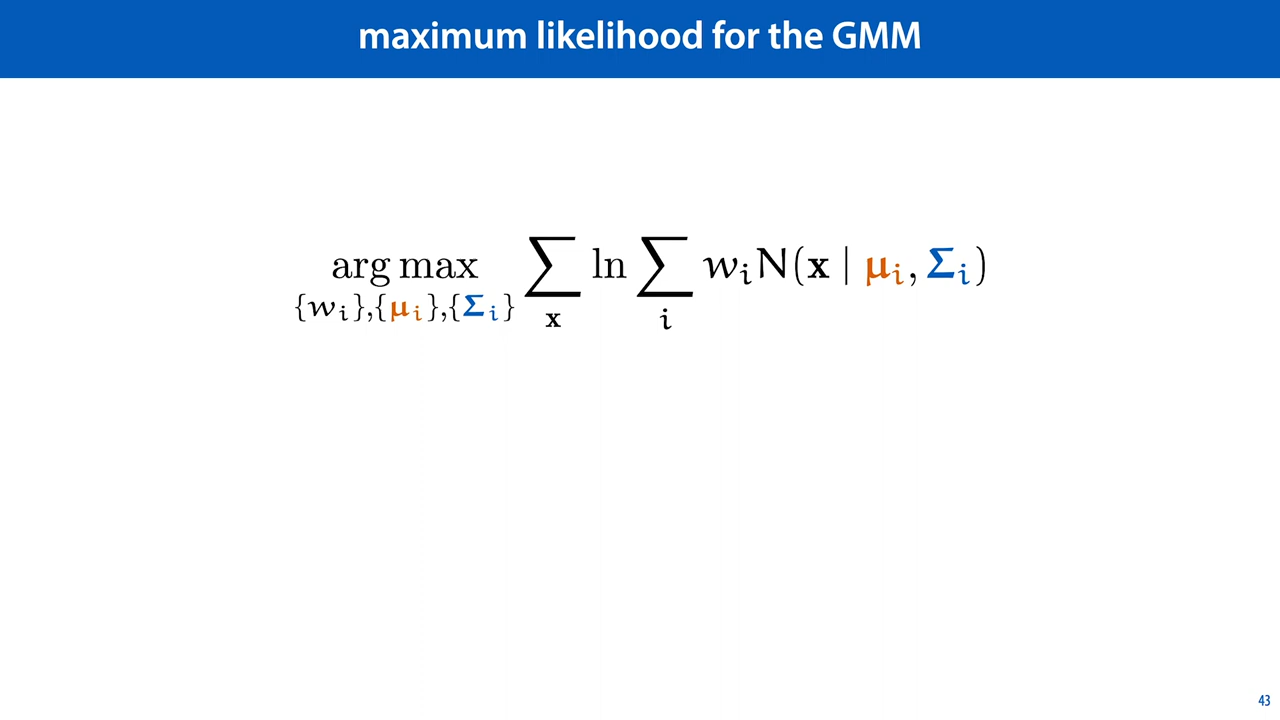 maximum likelihood for the GMM
arg max ∑ ln ∑ wᵢN(x | μᵢ, Σᵢ)
{wᵢ},{μᵢ},{Σᵢ} x i
43